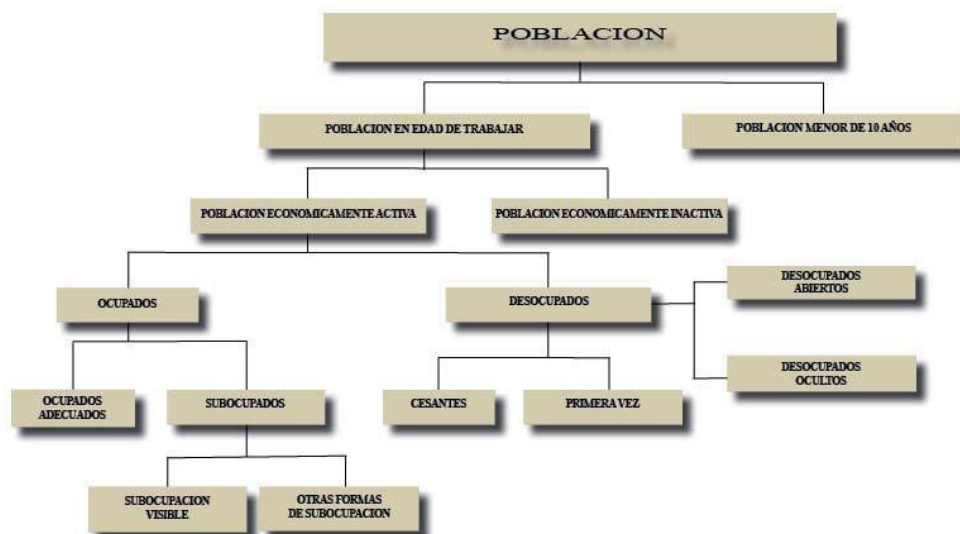 POBLACION
POBLACION EN EDAD DE TRABAJAR
POBLACION MENOR DE 10 AÑOS
POBLACION ECONOMICAMENTE ACTIVA
POBLACION ECONOMICAMENTE INACTIVA
OCUPADOS
DESOCUPADOS
DESOCUPADOS
ABIERTOS
DESOCUPADOS
OCULTOS
OCUPADOS
ADECUADOS
SUBOCUPADOS
CESANTES
PRIMERA VEZ
SUBOCUPACION
VISIBLE
OTRAS FORMAS
DE SUBOCUPACION